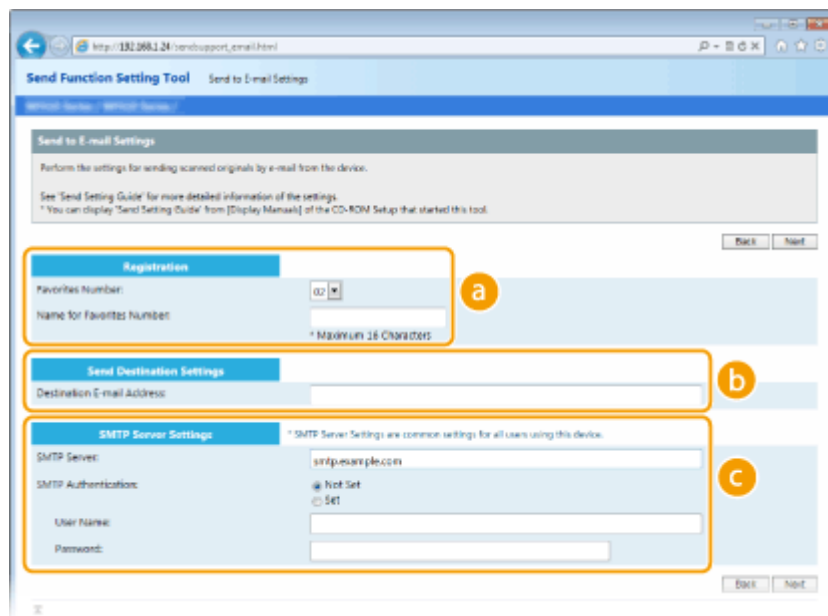 http://192.168.1.24/sendsupport_email.html
Send Function Setting Tool Send to E-mail Settings
Send to E-mail Settings
Perform the settings for sending scanned originals by e-mail from the device.
See 'Send Setting Guide' for more detailed information of the settings.
* You can display 'Send Setting Guide' from [Display Manuals] of the CD-ROM Setup that started this tool.
Back Next
Registration
Favorites Number: 02
a
Name for Favorites Number:
* Maximum 16 Characters
Send Destination Settings
b
Destination E-mail Address:
SMTP Server Settings * SMTP Server Settings are common settings for all users using this device.
SMTP Server: smtp.example.com
c
SMTP Authentication: Not Set
Set
User Name:
Password:
Back Next